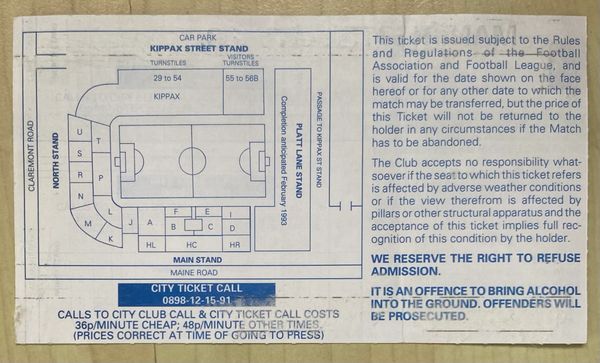 CAR PARK
KIPPAX STREET STAND
TURNSTILES
VISITORS
TURNSTILES
29 to 54
55 to 56B
KIPPAX
CLAREMONT ROAD
NORTH STAND
U
T
S
R
P
N
M
L
K
J
A
F
E
I
B
C
D
HL
HC
HR
Completion anticipated February 1993
PLATT LANE STAND
PASSAGE TO KIPPAX ST STAND
MAIN STAND
MAINE ROAD
CITY TICKET CALL
0898-12-15-91
CALLS TO CITY CLUB CALL & CITY TICKET CALL COSTS
36p/MINUTE CHEAP; 48p/MINUTE OTHER TIMES.
(PRICES CORRECT AT TIME OF GOING TO PRESS)
This ticket is issued subject to the Rules
and Regulations of the Football
Association and Football League, and
is valid for the date shown on the face
hereof or for any other date to which the
match may be transferred, but the price of
this Ticket will not be returned to the
holder in any circumstances if the Match
has to be abandoned.
The Club accepts no responsibility what-
soever if the seat to which this ticket refers
is affected by adverse weather conditions
or if the view therefrom is affected by
pillars or other structural apparatus and the
acceptance of this ticket implies full rec-
ognition of this condition by the holder.
WE RESERVE THE RIGHT TO REFUSE
ADMISSION.
IT IS AN OFFENCE TO BRING ALCOHOL
INTO THE GROUND. OFFENDERS WILL
BE PROSECUTED.